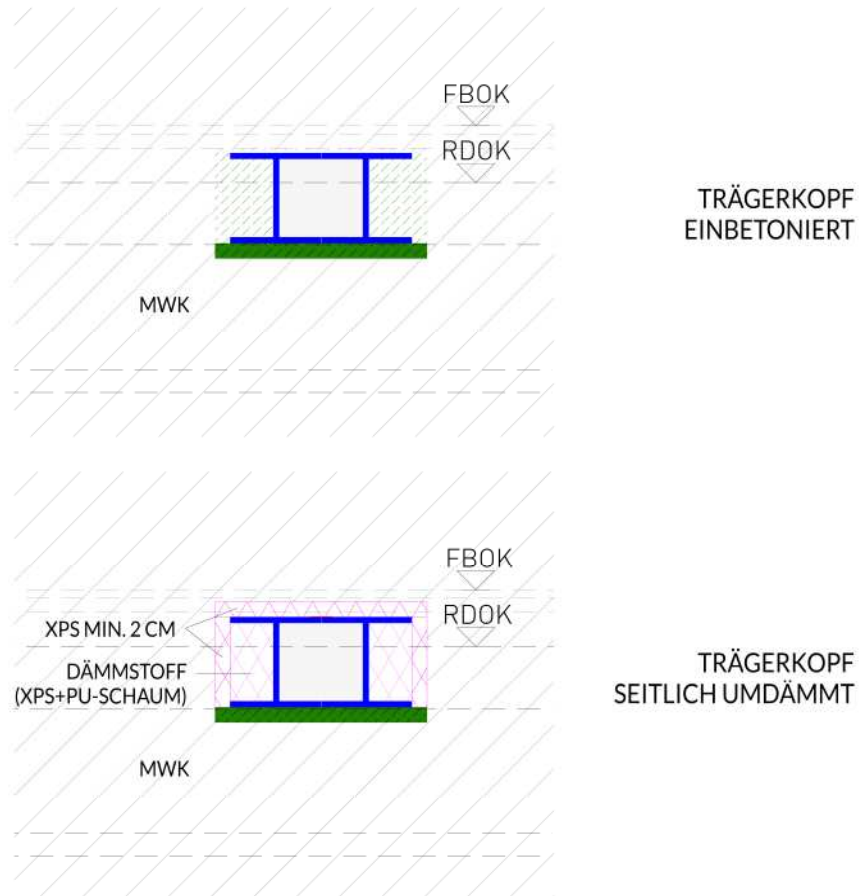 FBOK
RDOK
TRÄGERKOPF
EINBETONIERT
MWK
FBOK
RDOK
XPS MIN. 2 CM
DÄMMSTOFF
(XPS+PU-SCHAUM)
TRÄGERKOPF
SEITLICH UMDÄMMT
MWK